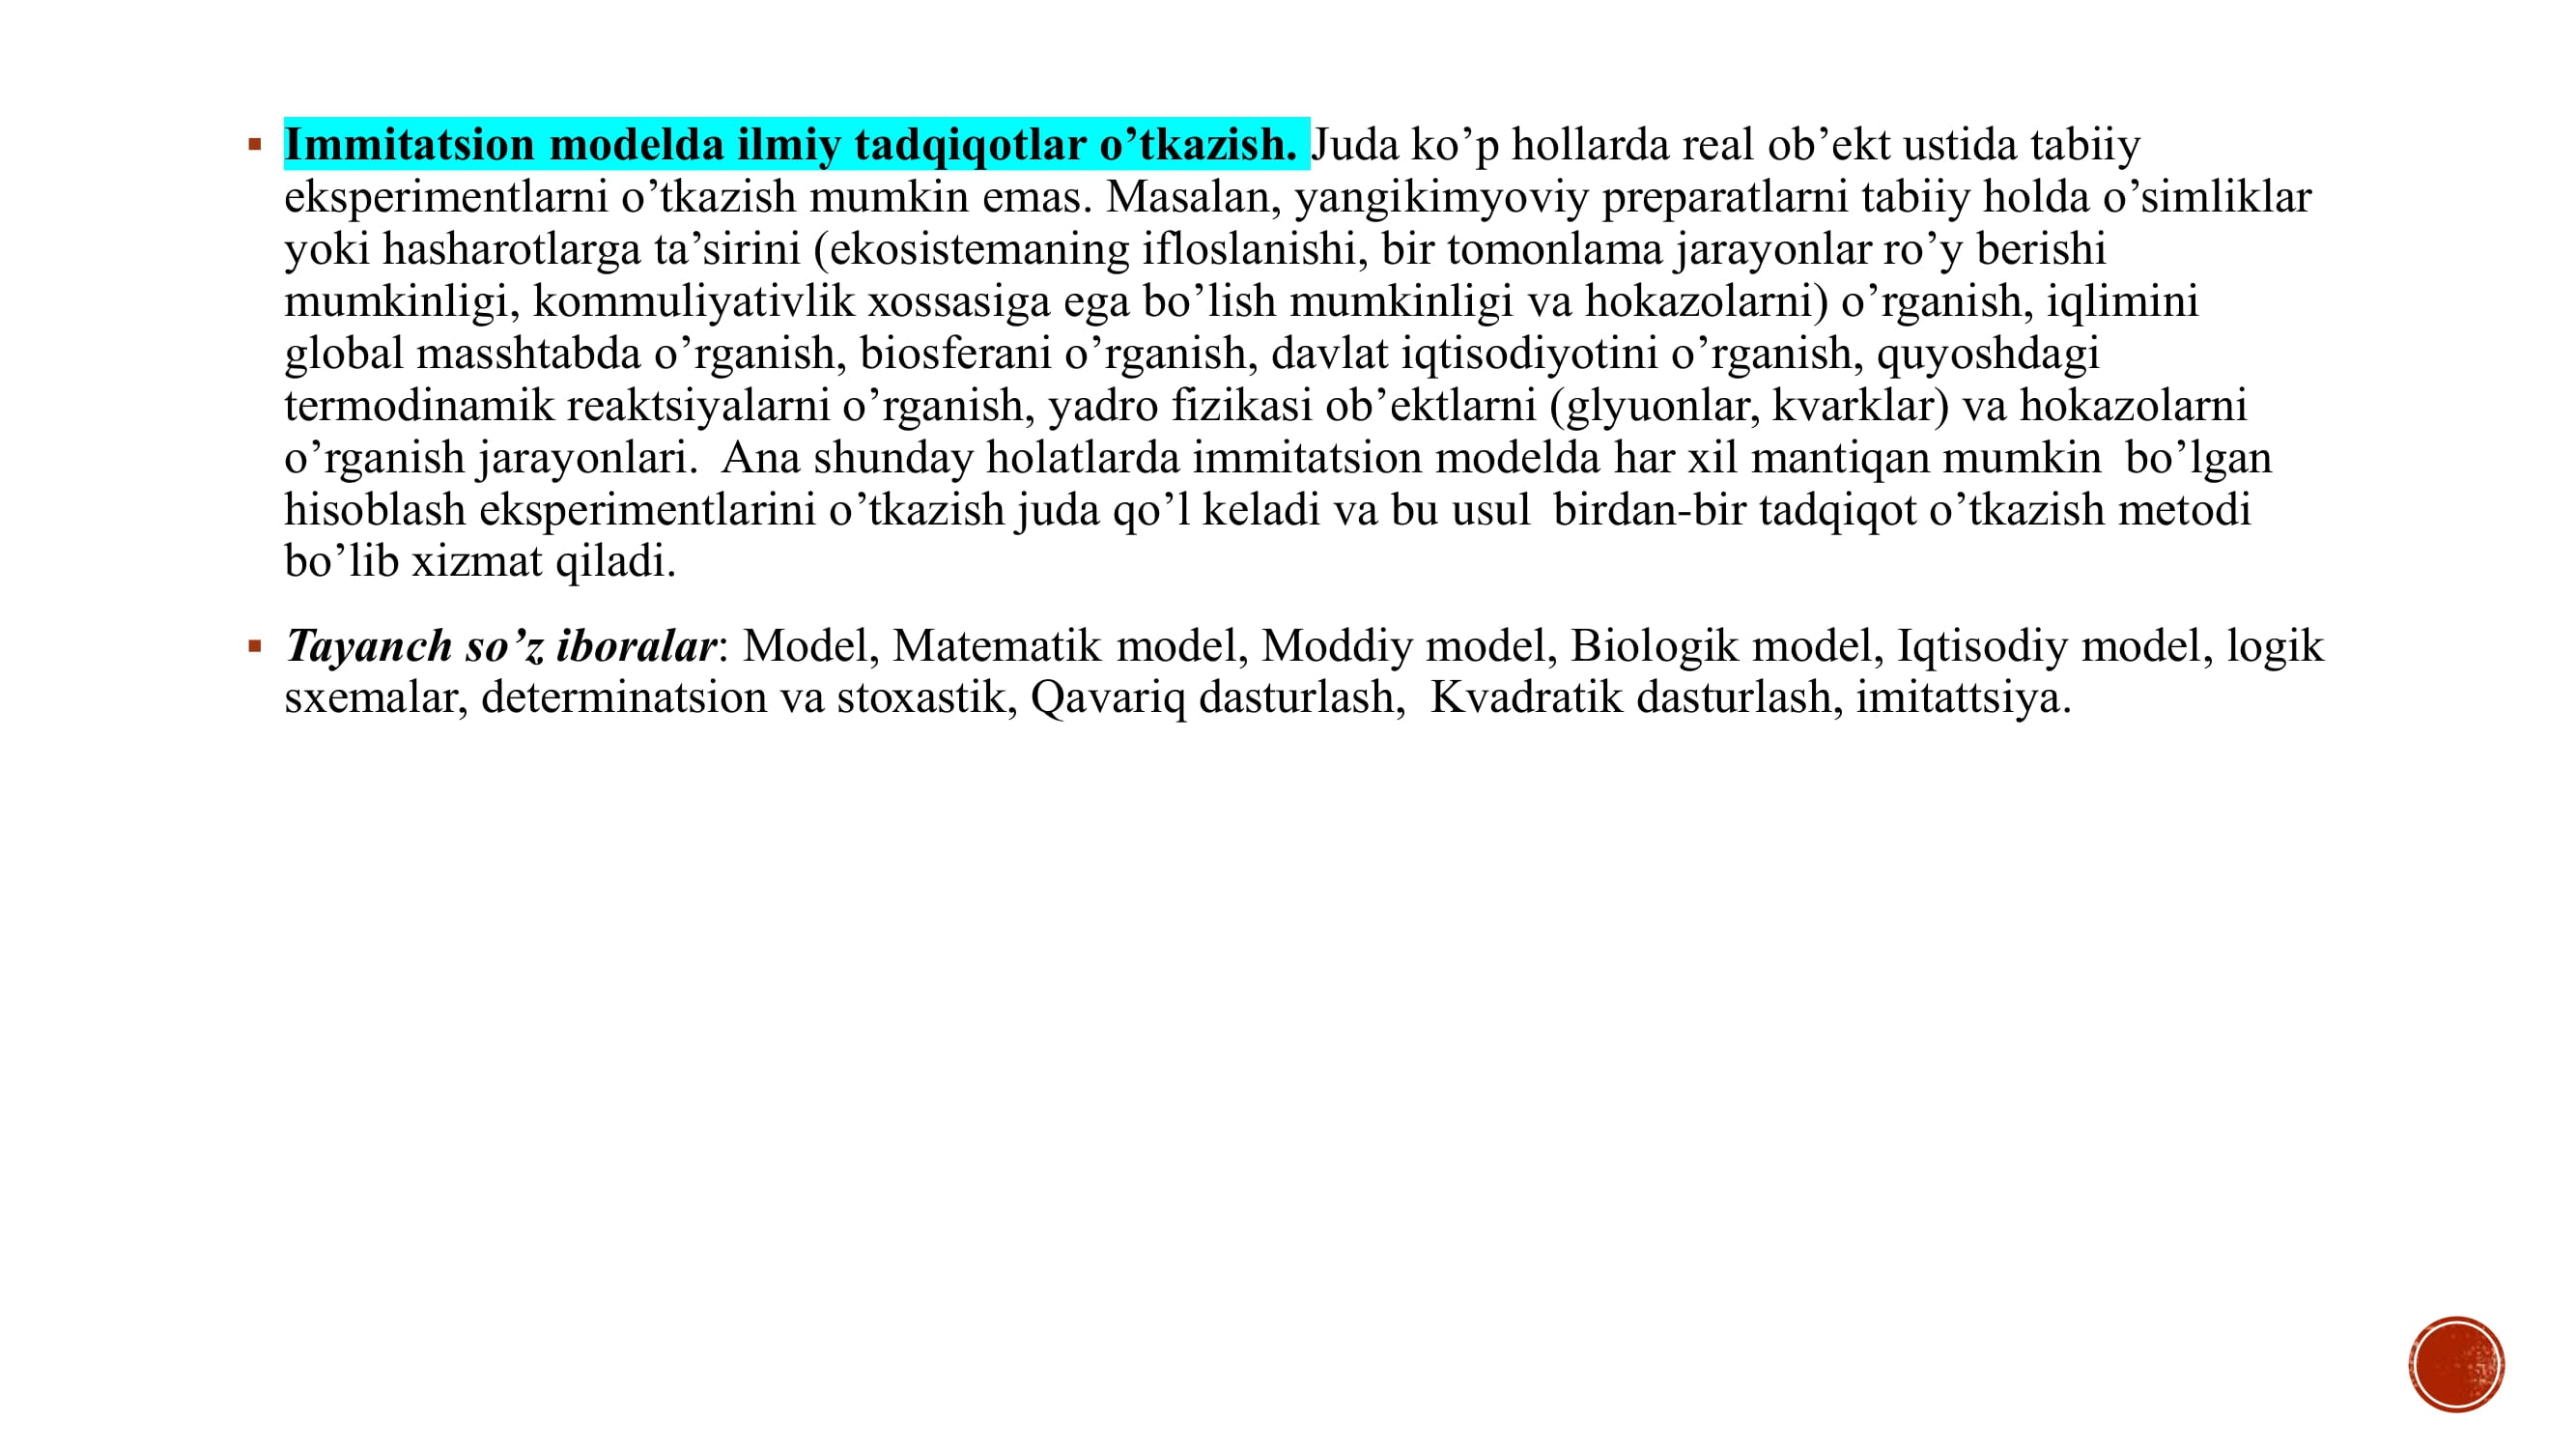 Immitatsion modelda ilmiy tadqiqotlar o’tkazish. Juda ko’p hollarda real ob’ekt ustida tabiiy
eksperimentlarni o’tkazish mumkin emas. Masalan, yangikimyoviy preparatlarni tabiiy holda o’simliklar
yoki hasharotlarga ta’sirini (ekosistemaning ifloslanishi, bir tomonlama jarayonlar ro’y berishi
mumkinligi, kommuliyativlik xossasiga ega bo’lish mumkinligi va hokazolarni) o’rganish, iqlimini
global masshtabda o’rganish, biosferani o’rganish, davlat iqtisodiyotini o’rganish, quyoshdagi
termodinamik reaktsiyalarni o’rganish, yadro fizikasi ob’ektlarni (glyuonlar, kvarklar) va hokazolarni
o’rganish jarayonlari.  Ana shunday holatlarda immitatsion modelda har xil mantiqan mumkin  bo’lgan
hisoblash eksperimentlarini o’tkazish juda qo’l keladi va bu usul  birdan-bir tadqiqot o’tkazish metodi
bo’lib xizmat qiladi.
Tayanch so’z iboralar: Model, Matematik model, Moddiy model, Biologik model, Iqtisodiy model, logik
sxemalar, determinatsion va stoxastik, Qavariq dasturlash,  Kvadratik dasturlash, imitattsiya.